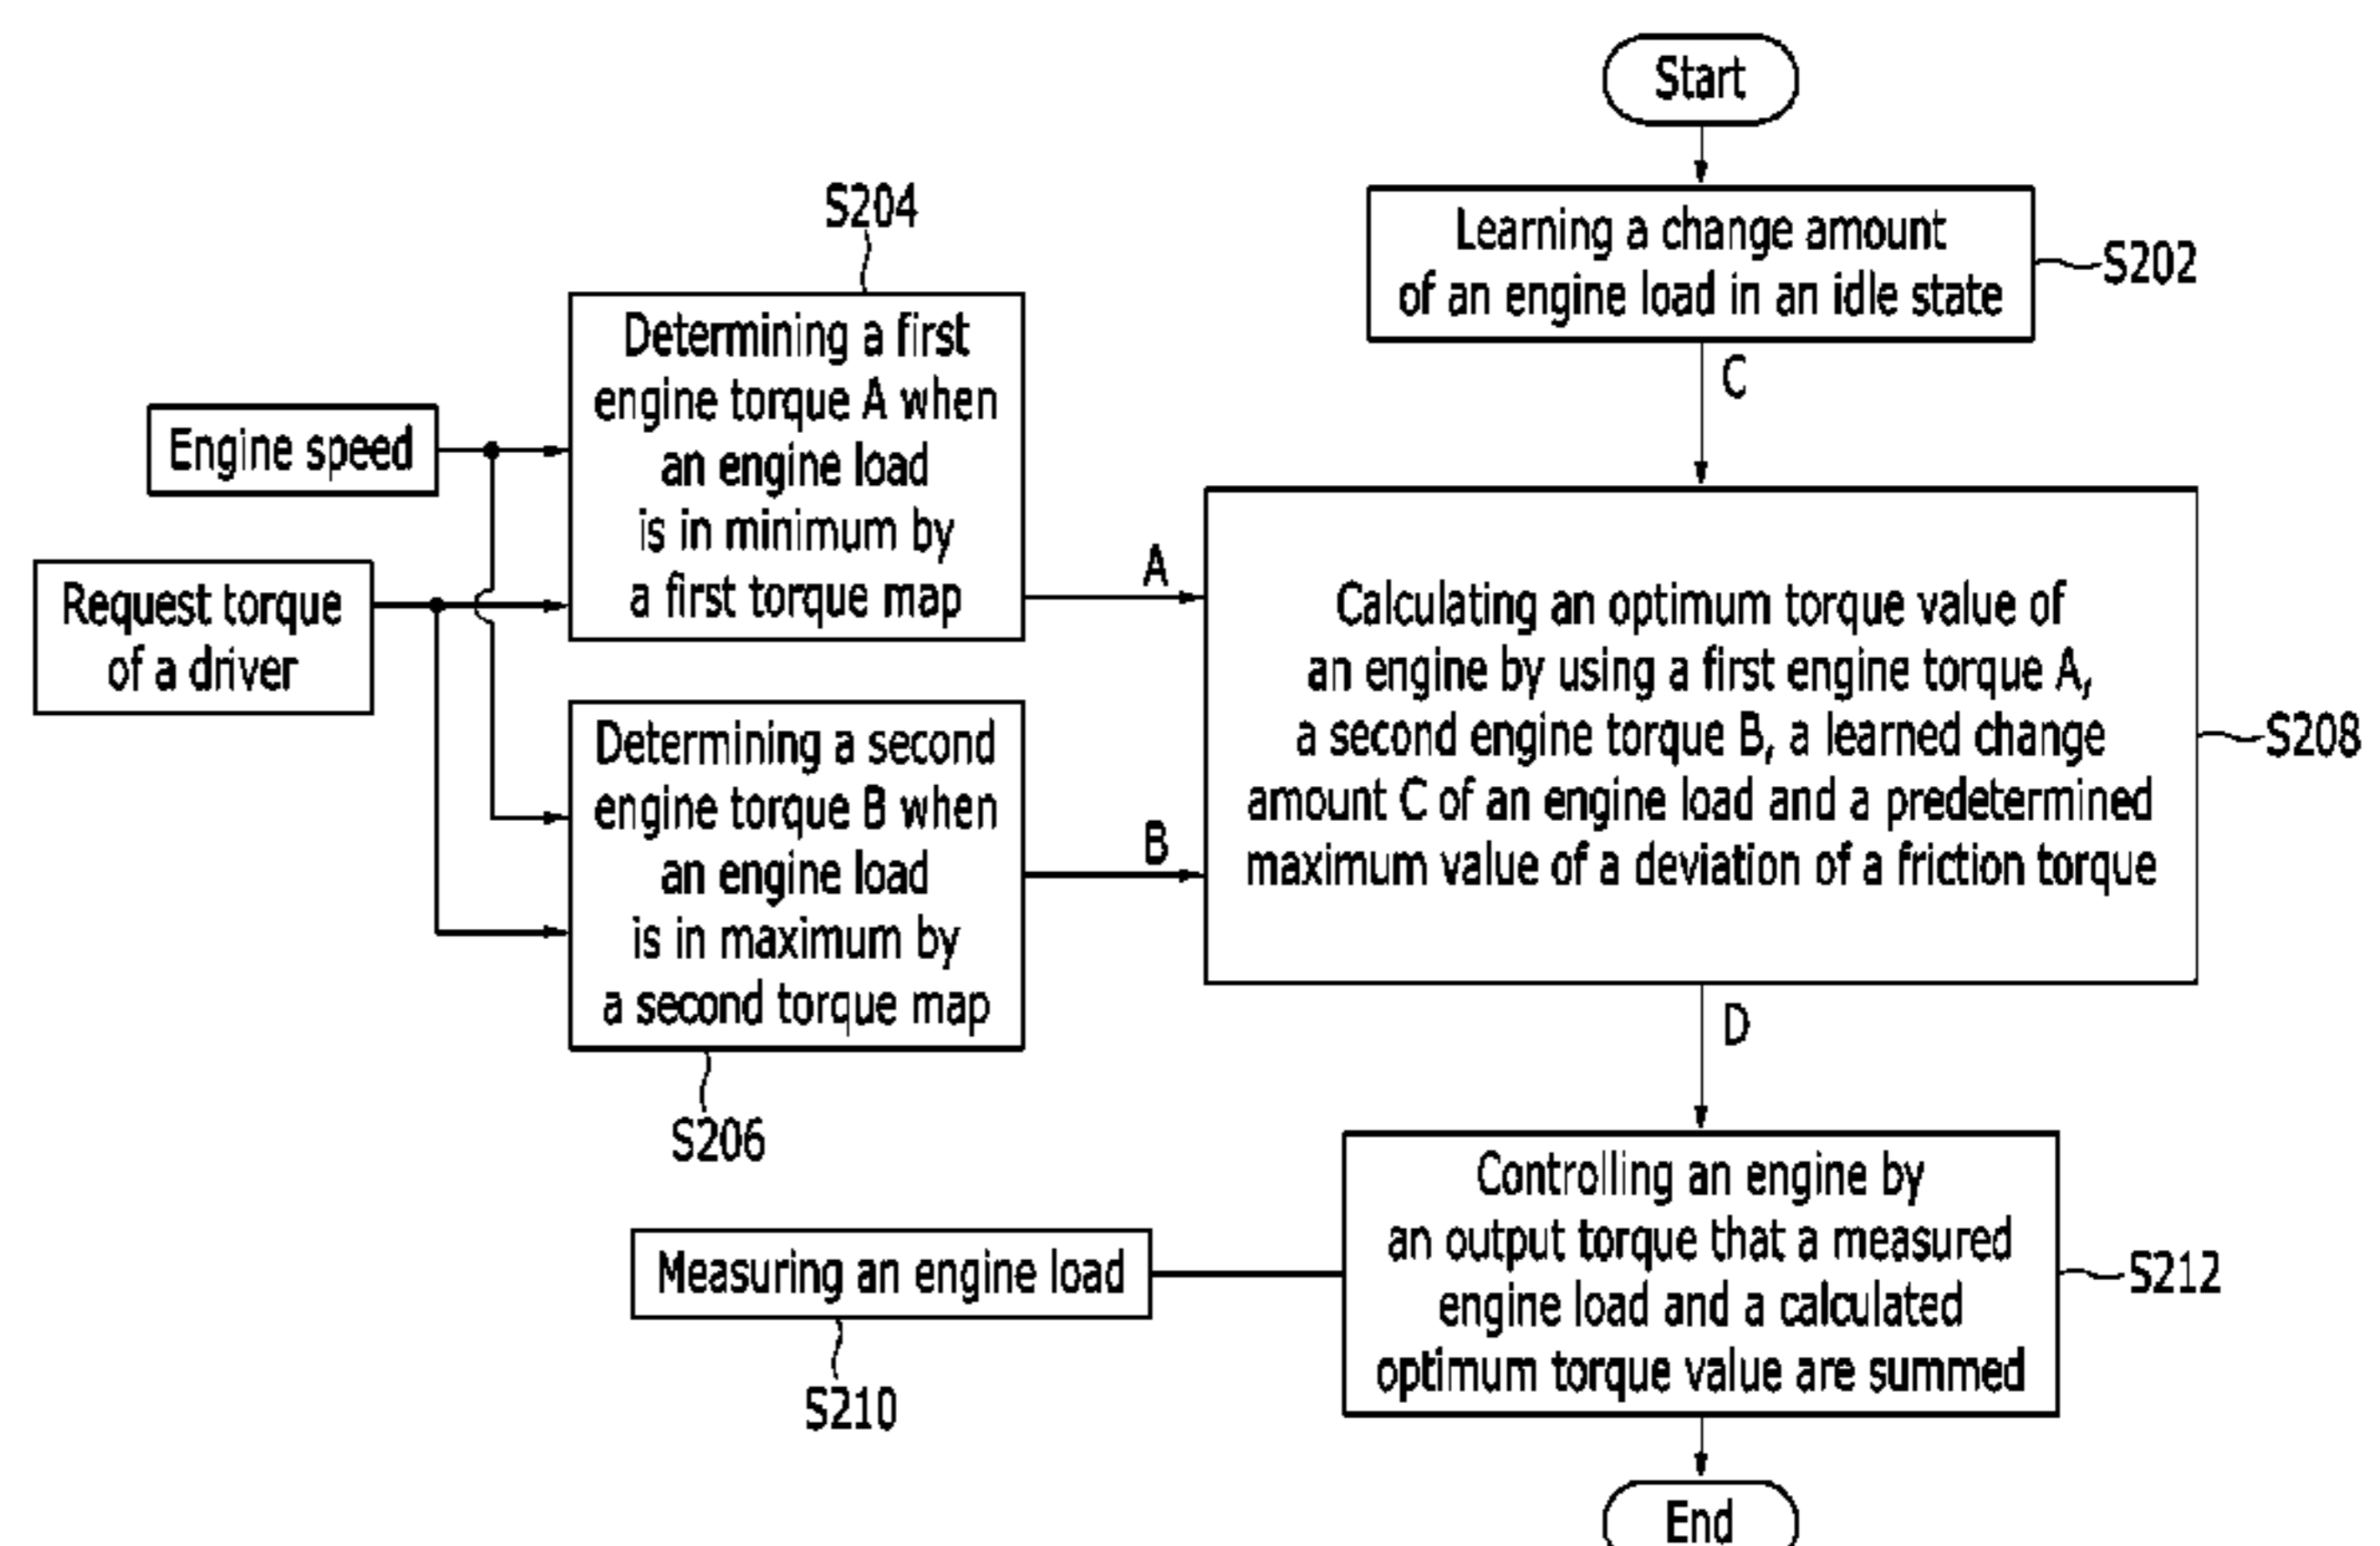 Start
Learning a change amount
of an engine load in an idle state
S202
C
S204
Determining a first
engine torque A when
an engine load
is in minimum by
a first torque map
Engine speed
Request torque
of a driver
A
Determining a second
engine torque B when
an engine load
is in maximum by
a second torque map
S206
B
Calculating an optimum torque value of
an engine by using a first engine torque A,
a second engine torque B, a learned change
amount C of an engine load and a predetermined
maximum value of a deviation of a friction torque
S208
D
Measuring an engine load
S210
Controlling an engine by
an output torque that a measured
engine load and a calculated
optimum torque value are summed
S212
End